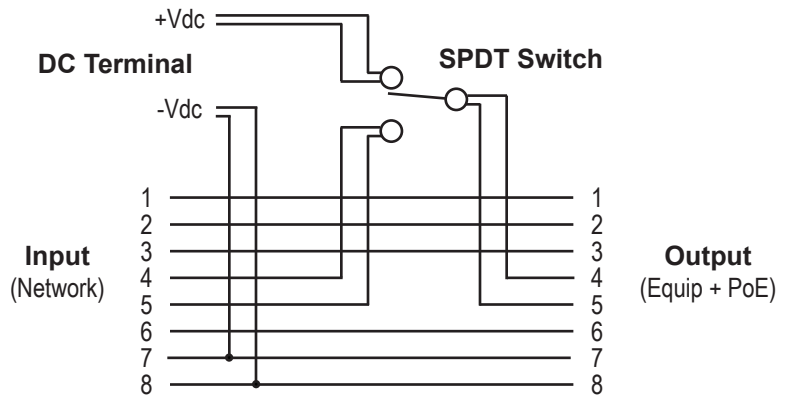 +Vdc
DC Terminal
SPDT Switch
-Vdc
1 1
2 2
3 3
4 4
5 5
6 6
7 7
8 8
Input
(Network)
Output
(Equip + PoE)